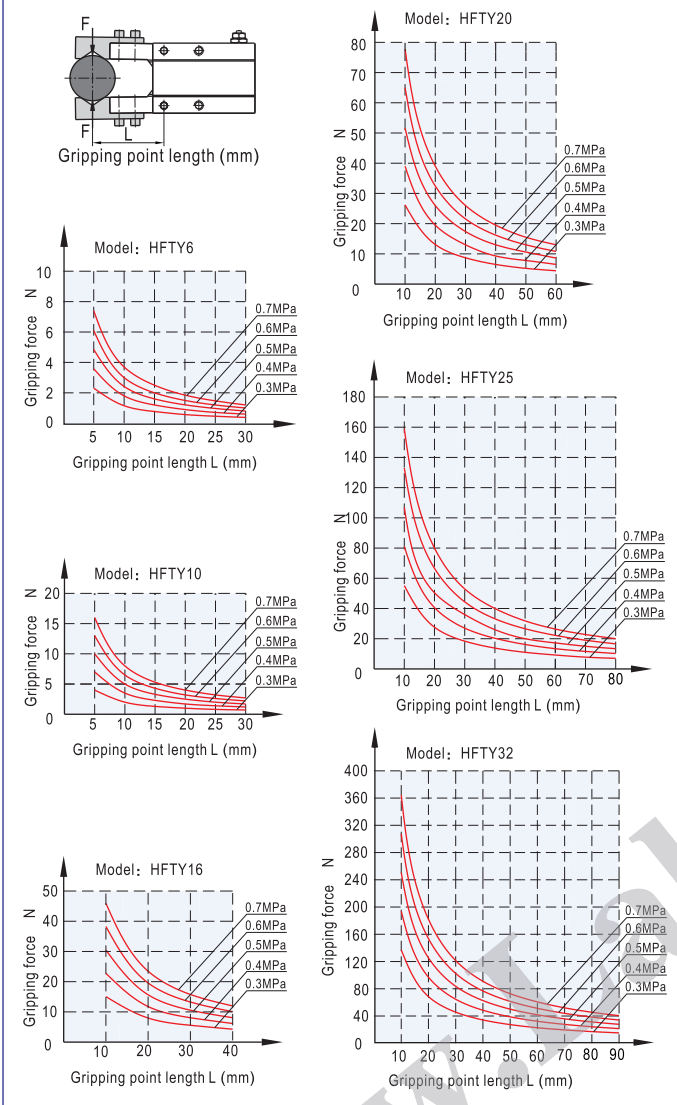 F
F
L
Gripping point length (mm)
Model: HFTY6
Gripping force N
10
8
6
4
2
0
5 10 15 20 25 30
0.7MPa
0.6MPa
0.5MPa
0.4MPa
0.3MPa
Gripping point length L (mm)
Model: HFTY10
Gripping force N
20
15
10
5
0
5 10 15 20 25 30
0.7MPa
0.6MPa
0.5MPa
0.4MPa
0.3MPa
Gripping point length L (mm)
Model: HFTY16
Gripping force N
50
40
30
20
10
0
10 20 30 40
0.7MPa
0.6MPa
0.5MPa
0.4MPa
0.3MPa
Gripping point length L (mm)
Model: HFTY20
Gripping force N
80
70
60
50
40
30
20
10
0
10 20 30 40 50 60
0.7MPa
0.6MPa
0.5MPa
0.4MPa
0.3MPa
Gripping point length L (mm)
Model: HFTY25
Gripping force N
180
160
140
120
100
80
60
40
20
0
10 20 30 40 50 60 70 80
0.7MPa
0.6MPa
0.5MPa
0.4MPa
0.3MPa
Gripping point length L (mm)
Model: HFTY32
Gripping force N
400
360
320
280
240
200
160
120
80
40
0
10 20 30 40 50 60 70 80 90
0.7MPa
0.6MPa
0.5MPa
0.4MPa
0.3MPa
Gripping point length L (mm)